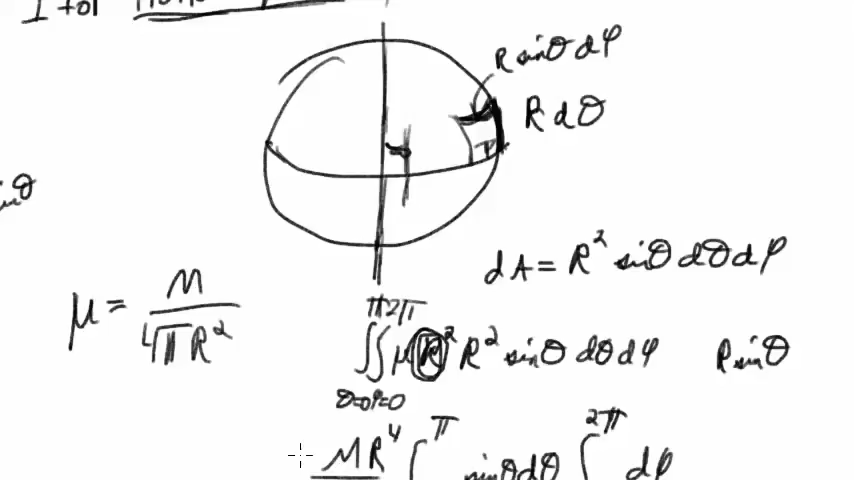 I for
R sinθ dφ
R dθ
dA = R² sinθ dθ dφ
μ = M / 4πR²
∫∫ μ R² R² sinθ dθ dφ
π 2π
θ=0 φ=0
R sinθ
MR⁴ ∫ π sinθ dθ ∫ 2π dφ